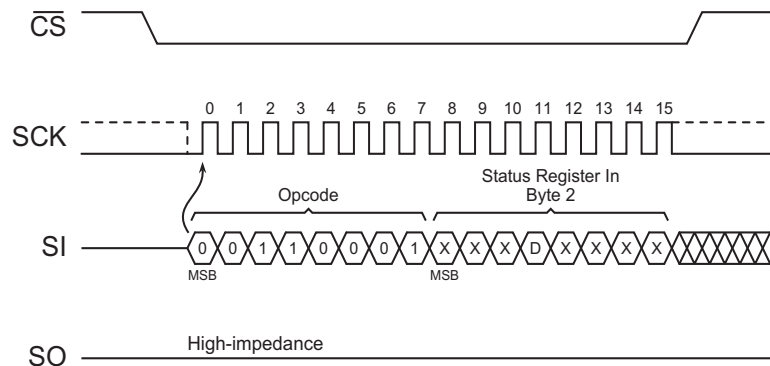 CS
0 1 2 3 4 5 6 7 8 9 10 11 12 13 14 15
SCK
Status Register In
Opcode Byte 2
SI 0 0 1 1 0 0 0 1 X X X D X X X X
MSB MSB
High-impedance
SO